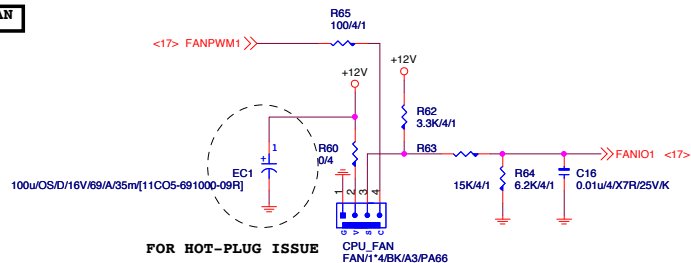 AN
R65
100/4/1
<17> FANPWM1
+12V
+12V
R62
3.3K/4/1
R60
0/4
R63
FANIO1 <17>
1
+
EC1
15K/4/1
R64
6.2K/4/1
C16
0.01u/4/X7R/25V/K
100u/OS/D/16V/69/A/35m/[11CO5-691000-09R]
1 2 3 4
G V S C
FOR HOT-PLUG ISSUE
CPU_FAN
FAN/1*4/BK/A3/PA66